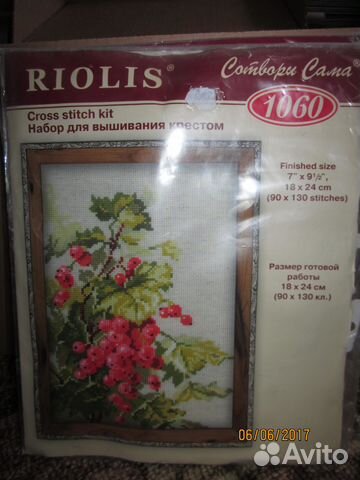 RIOLIS®
Сотвори Сама®
1060
Cross stitch kit
Набор для вышивания крестом
Finished size
7" x 9½",
18 x 24 cm
(90 x 130 stitches)
Размер готовой
работы
18 x 24 см
(90 x 130 кл.)
06/06/2017
Avito